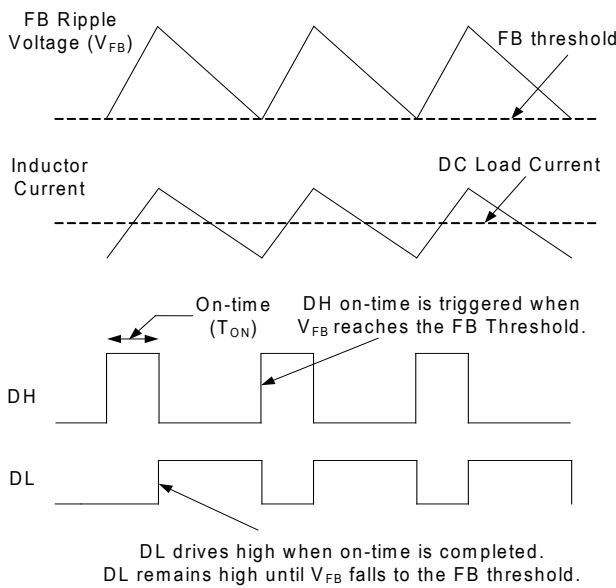 FB Ripple
Voltage (VFB)
FB threshold
Inductor
Current
DC Load Current
On-time
(TON)
DH on-time is triggered when
VFB reaches the FB Threshold.
DH
DL
DL drives high when on-time is completed.
DL remains high until VFB falls to the FB threshold.